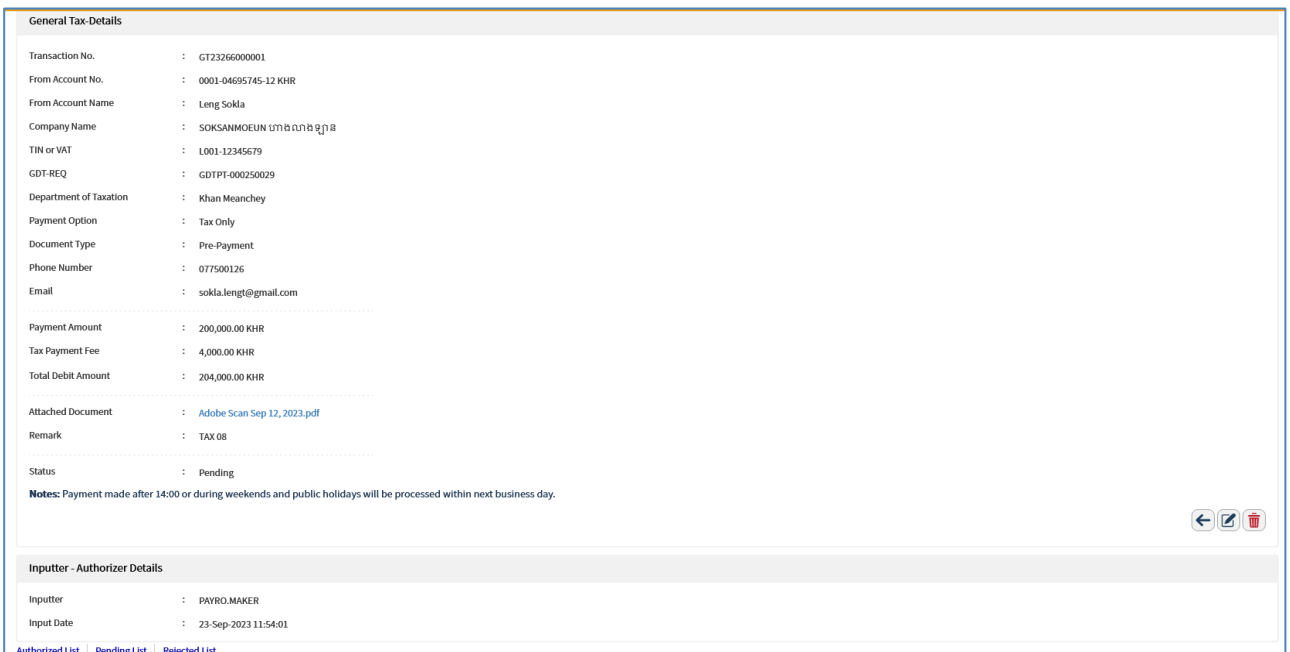 General Tax-Details
Transaction No. : GT23266000001
From Account No. : 0001-04695745-12 KHR
From Account Name : Leng Sokla
Company Name : SOKSANMOEUN ហាងលាងឡាន
TIN or VAT : L001-12345679
GDT-REQ : GDTPT-000250029
Department of Taxation : Khan Meanchey
Payment Option : Tax Only
Document Type : Pre-Payment
Phone Number : 077500126
Email : sokla.lengt@gmail.com
Payment Amount : 200,000.00 KHR
Tax Payment Fee : 4,000.00 KHR
Total Debit Amount : 204,000.00 KHR
Attached Document : Adobe Scan Sep 12, 2023.pdf
Remark : TAX 08
Status : Pending
Notes: Payment made after 14:00 or during weekends and public holidays will be processed within next business day.
Inputter - Authorizer Details
Inputter : PAYRO.MAKER
Input Date : 23-Sep-2023 11:54:01
Authorized List | Pending List | Rejected List